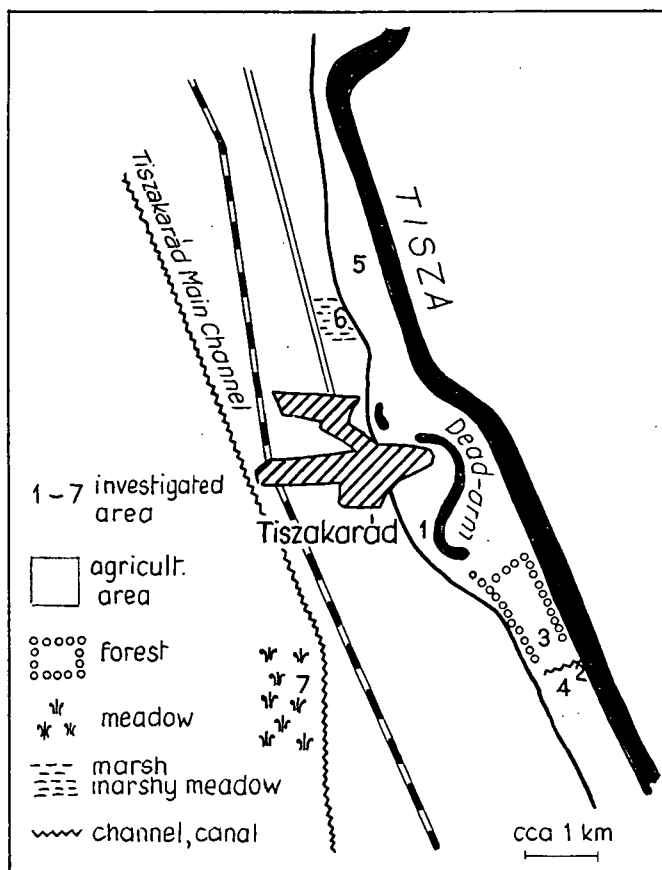 Tiszakarád Main Channel
TISZA
5
6
Dead-arm
1
Tiszakarád
3
2
4
7
1-7 investigated
area
agricult.
area
forest
meadow
marsh
marshy meadow
channel, canal
cca 1 km